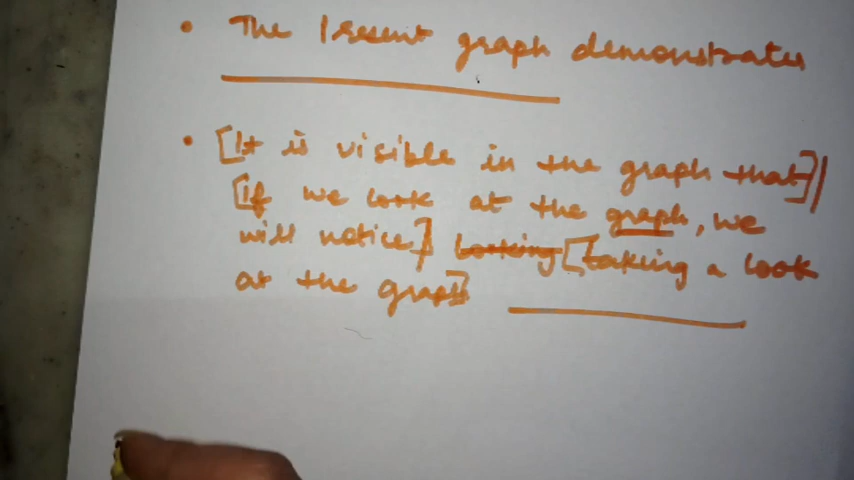 • The Present graph demonstrates
• [It is visible in the graph that]/
[If we look at the graph, we
will notice] Looking [taking a look
at the graph]